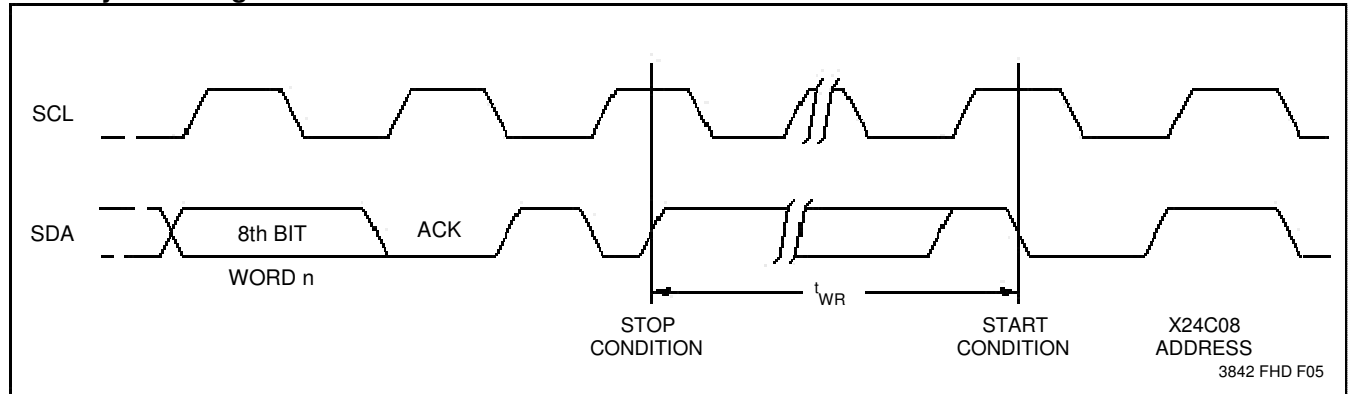 SCL
SDA
8th BIT
ACK
WORD n
tWR
STOP
CONDITION
START
CONDITION
X24C08
ADDRESS
3842 FHD F05